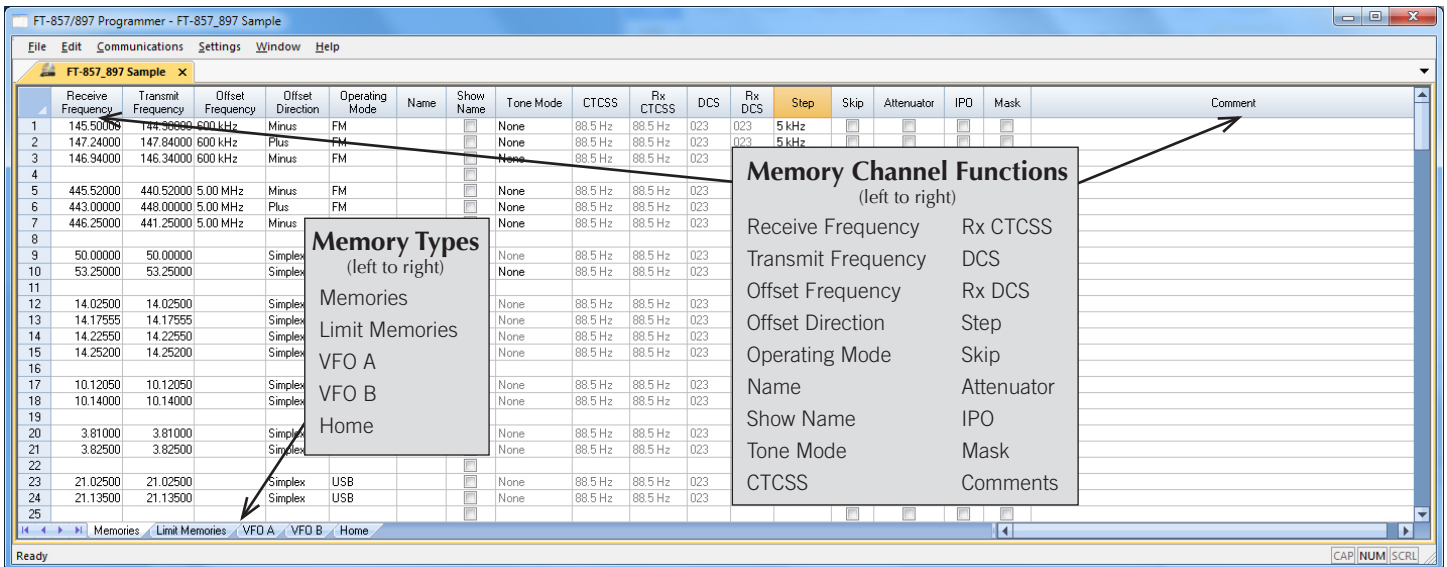 FT-857/897 Programmer - FT-857_897 Sample
File Edit Communications Settings Window Help
FT-857_897 Sample x
Receive Frequency Transmit Frequency Offset Frequency Offset Direction Operating Mode Name Show Name Tone Mode CTCSS Rx CTCSS DCS Rx DCS Step Skip Attenuator IPO Mask Comment
1 145.50000 144.90000 600 kHz Minus FM None 88.5 Hz 88.5 Hz 023 023 5 kHz
2 147.24000 147.84000 600 kHz Plus FM None 88.5 Hz 88.5 Hz 023 023 5 kHz
3 146.94000 146.34000 600 kHz Minus FM None 88.5 Hz 88.5 Hz 023
4
5 445.52000 440.52000 5.00 MHz Minus FM None 88.5 Hz 88.5 Hz 023
6 443.00000 448.00000 5.00 MHz Plus FM None 88.5 Hz 88.5 Hz 023
7 446.25000 441.25000 5.00 MHz Minus None 88.5 Hz 88.5 Hz 023
8
9 50.00000 50.00000 Simplex None 88.5 Hz 88.5 Hz 023
10 53.25000 53.25000 Simplex None 88.5 Hz 88.5 Hz 023
11
12 14.02500 14.02500 Simplex None 88.5 Hz 88.5 Hz 023
13 14.17555 14.17555 Simplex None 88.5 Hz 88.5 Hz 023
14 14.22550 14.22550 Simplex None 88.5 Hz 88.5 Hz 023
15 14.25200 14.25200 Simplex None 88.5 Hz 88.5 Hz 023
16
17 10.12050 10.12050 Simplex None 88.5 Hz 88.5 Hz 023
18 10.14000 10.14000 Simplex None 88.5 Hz 88.5 Hz 023
19
20 3.81000 3.81000 Simplex None 88.5 Hz 88.5 Hz 023
21 3.82500 3.82500 Simplex None 88.5 Hz 88.5 Hz 023
22
23 21.02500 21.02500 Simplex USB None 88.5 Hz 88.5 Hz 023
24 21.13500 21.13500 Simplex USB None 88.5 Hz 88.5 Hz 023
25
Memory Types
(left to right)
Memories
Limit Memories
VFO A
VFO B
Home
Memory Channel Functions
(left to right)
Receive Frequency Rx CTCSS
Transmit Frequency DCS
Offset Frequency Rx DCS
Offset Direction Step
Operating Mode Skip
Name Attenuator
Show Name IPO
Tone Mode Mask
CTCSS Comments
Memories Limit Memories VFO A VFO B Home
Ready CAP NUM SCRL